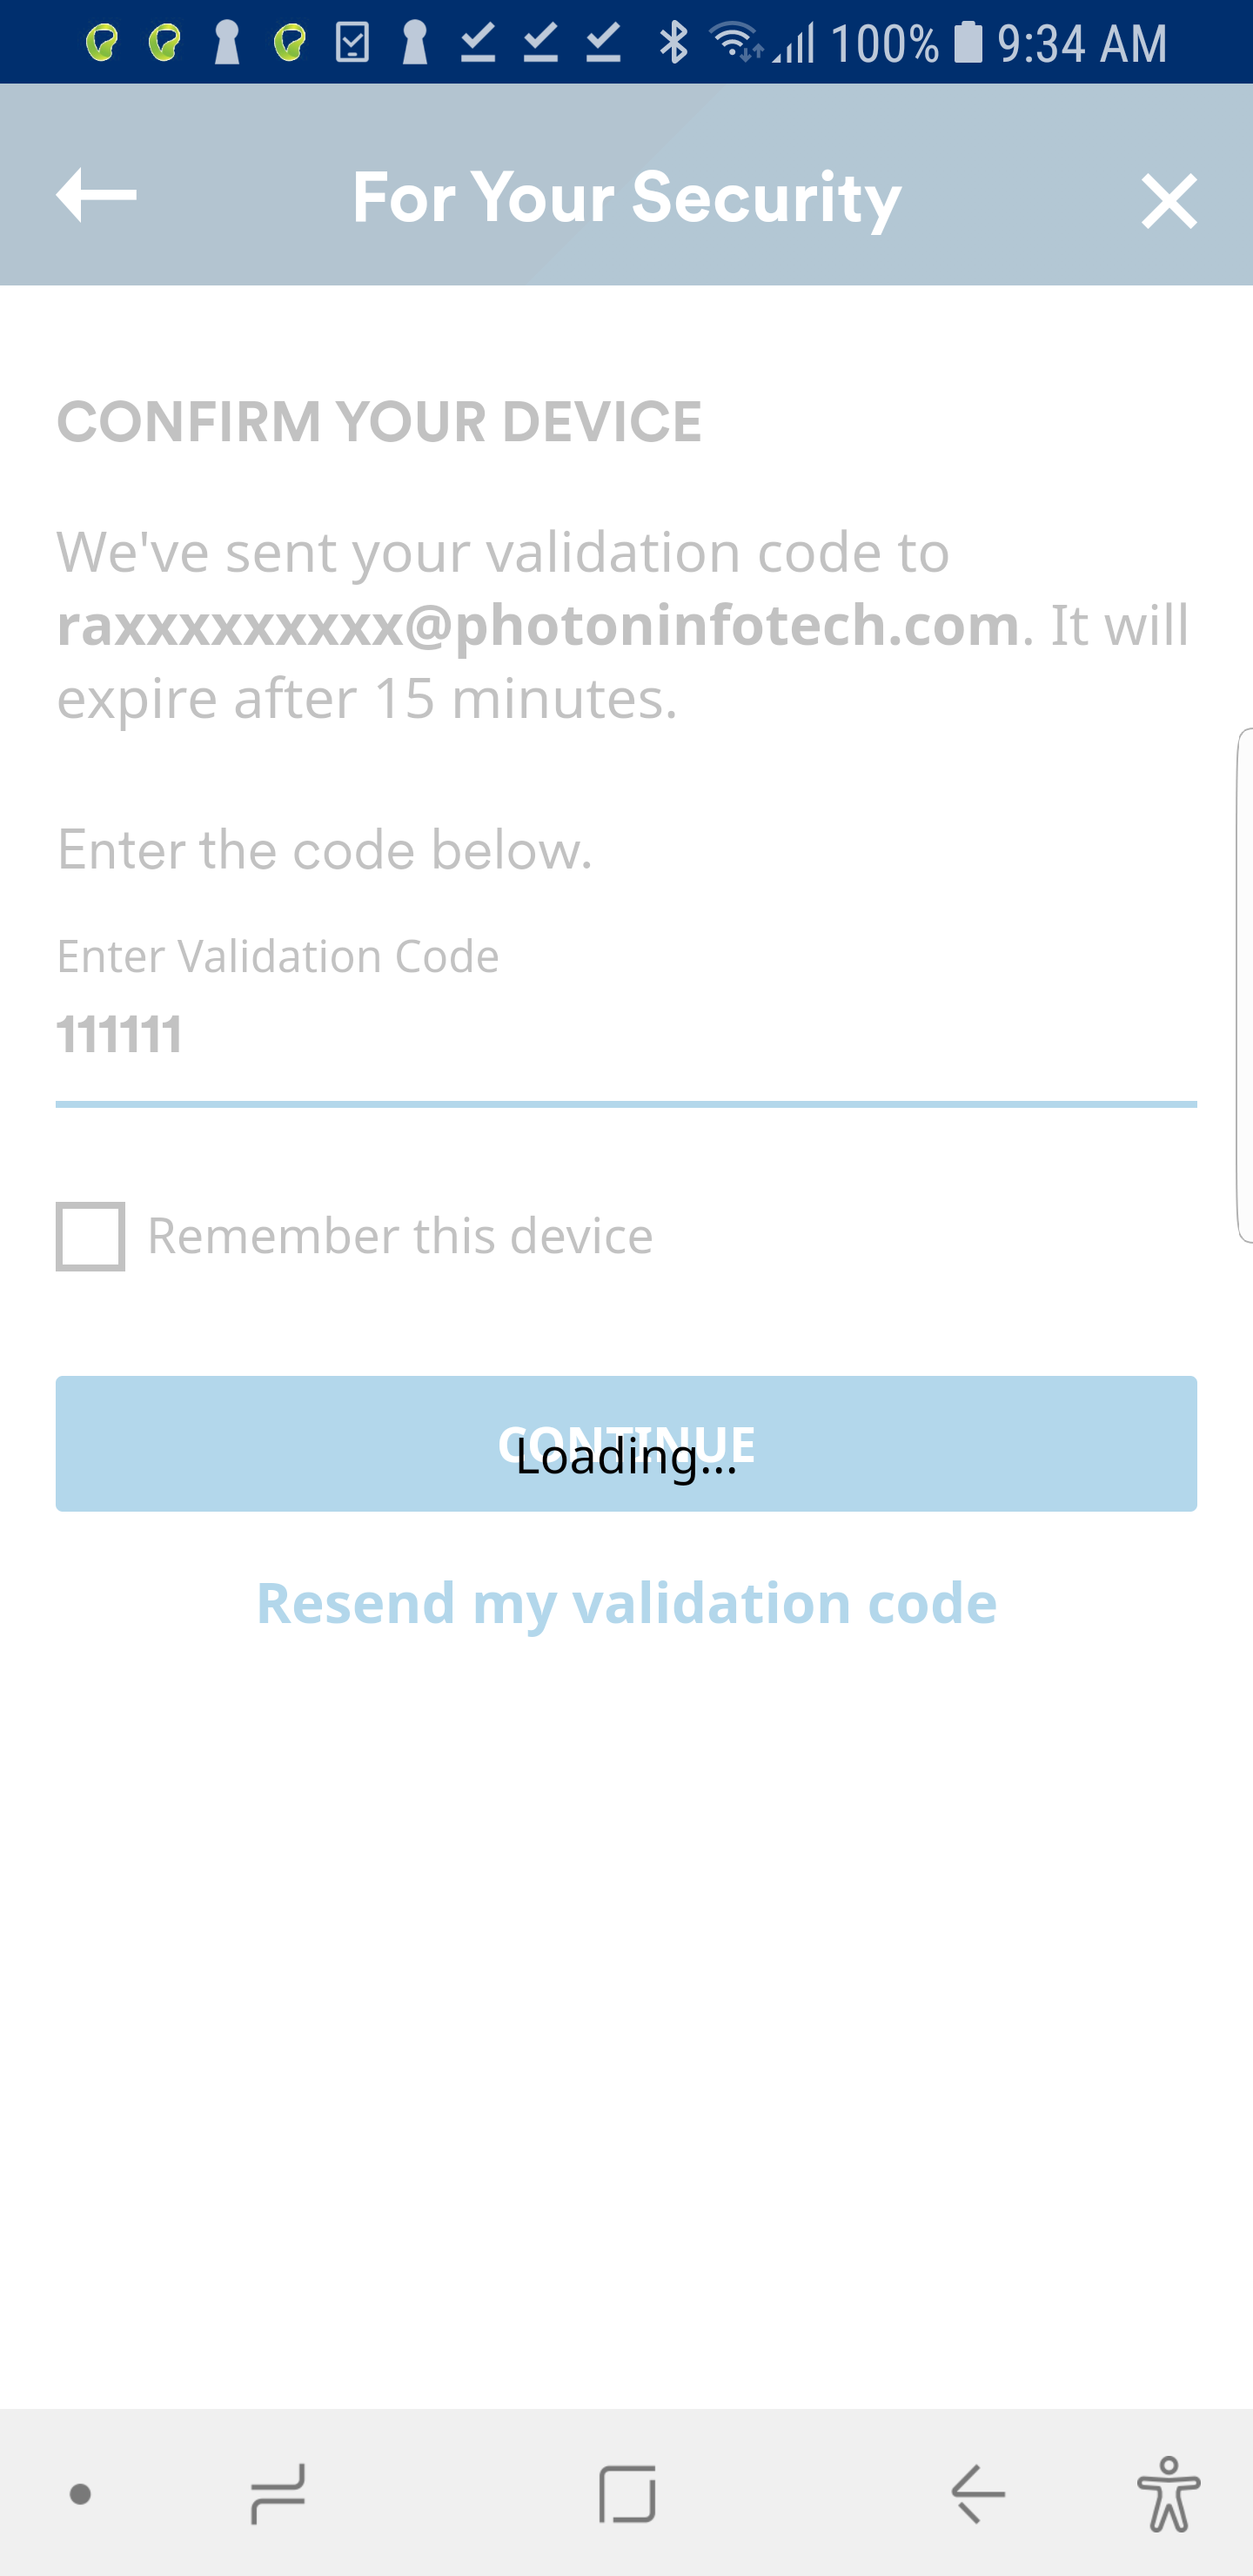 100% 9:34 AM
For Your Security
CONFIRM YOUR DEVICE
We've sent your validation code to
raxxxxxxxxx@photoninfotech.com. It will
expire after 15 minutes.
Enter the code below.
Enter Validation Code
111111
Remember this device
CONTINUE
Loading...
Resend my validation code